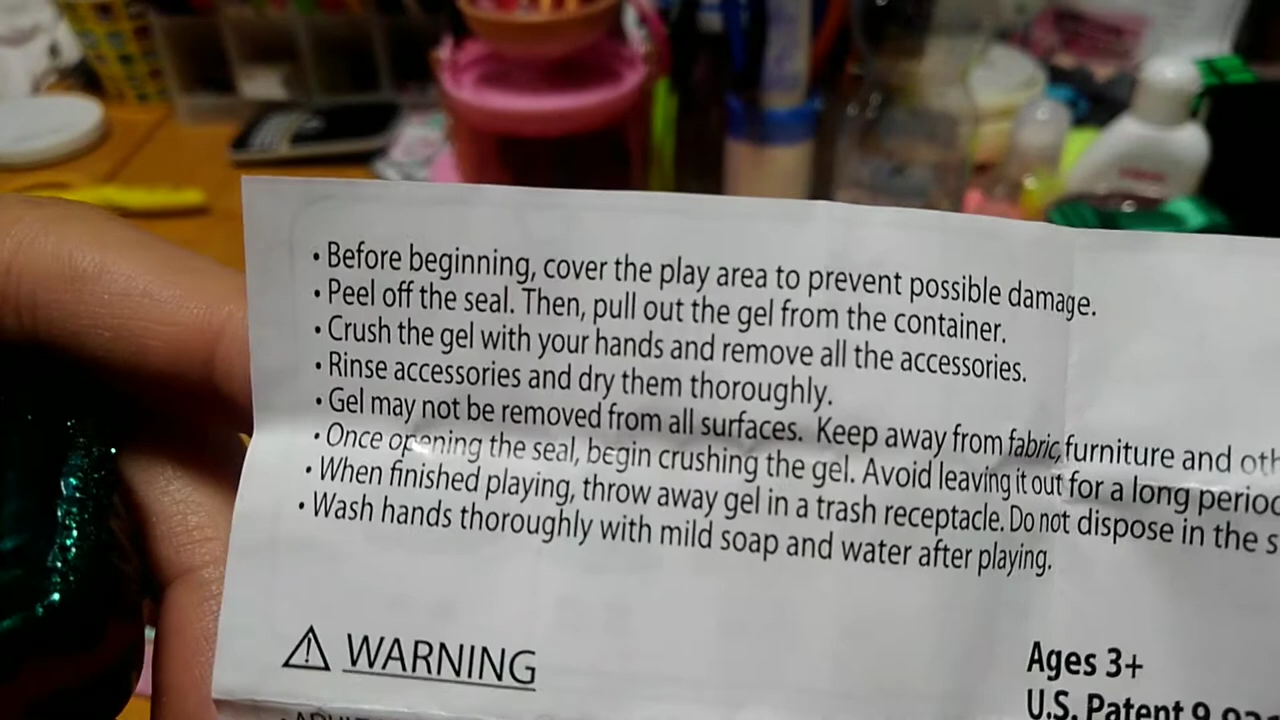 • Before beginning, cover the play area to prevent possible damage.
• Peel off the seal. Then, pull out the gel from the container.
• Crush the gel with your hands and remove all the accessories.
• Rinse accessories and dry them thoroughly.
• Gel may not be removed from all surfaces. Keep away from fabric, furniture and oth
• Once opening the seal, begin crushing the gel. Avoid leaving it out for a long period
• When finished playing, throw away gel in a trash receptacle. Do not dispose in the s
• Wash hands thoroughly with mild soap and water after playing.
⚠ WARNING
Ages 3+
U.S. Patent 9,